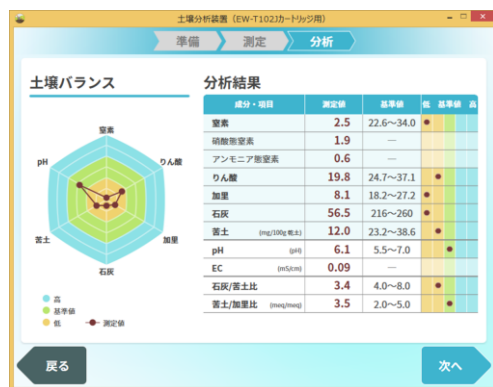 土壌分析装置（EW-T102Jカートリッジ用）
準備
測定
分析
土壌バランス
窒素
りん酸
加里
石灰
苦土
pH
高
基準値
低
測定値
分析結果
成分・項目 測定値 基準値 低 基準値 高
窒素 2.5 22.6〜34.0
硝酸態窒素 1.9 —
アンモニア態窒素 0.6 —
りん酸 19.8 24.7〜37.1
加里 8.1 18.2〜27.2
石灰 56.5 216〜260
苦土 (mg/100g 乾土) 12.0 23.2〜38.6
pH (pH) 6.1 5.5〜7.0
EC (mS/cm) 0.09 —
石灰/苦土比 3.4 4.0〜8.0
苦土/加里比 (meq/meq) 3.5 2.0〜5.0
戻る
次へ